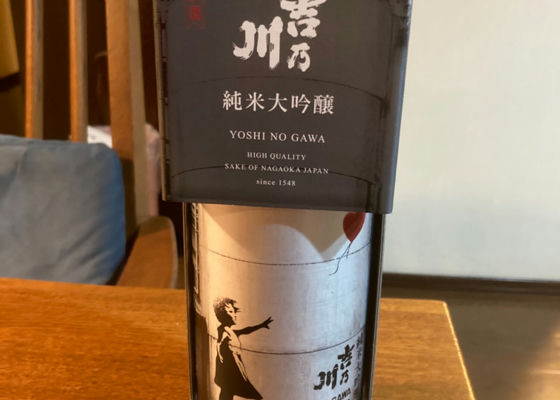 吉乃川
純米大吟醸
YOSHI NO GAWA
HIGH QUALITY
SAKE OF NAGAOKA JAPAN
since 1548
吉乃川
GAWA